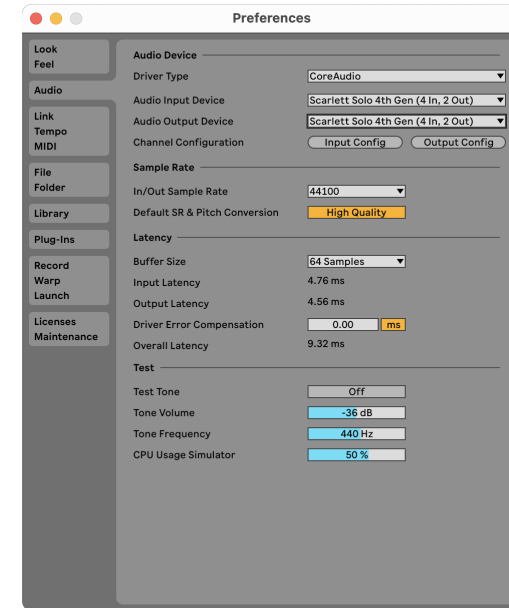 Preferences
Look
Feel
Audio
Link
Tempo
MIDI
File
Folder
Library
Plug-Ins
Record
Warp
Launch
Licenses
Maintenance
Audio Device
Driver Type CoreAudio
Audio Input Device Scarlett Solo 4th Gen (4 In, 2 Out)
Audio Output Device Scarlett Solo 4th Gen (4 In, 2 Out)
Channel Configuration Input Config Output Config
Sample Rate
In/Out Sample Rate 44100
Default SR & Pitch Conversion High Quality
Latency
Buffer Size 64 Samples
Input Latency 4.76 ms
Output Latency 4.56 ms
Driver Error Compensation 0.00 ms
Overall Latency 9.32 ms
Test
Test Tone Off
Tone Volume -36 dB
Tone Frequency 440 Hz
CPU Usage Simulator 50 %